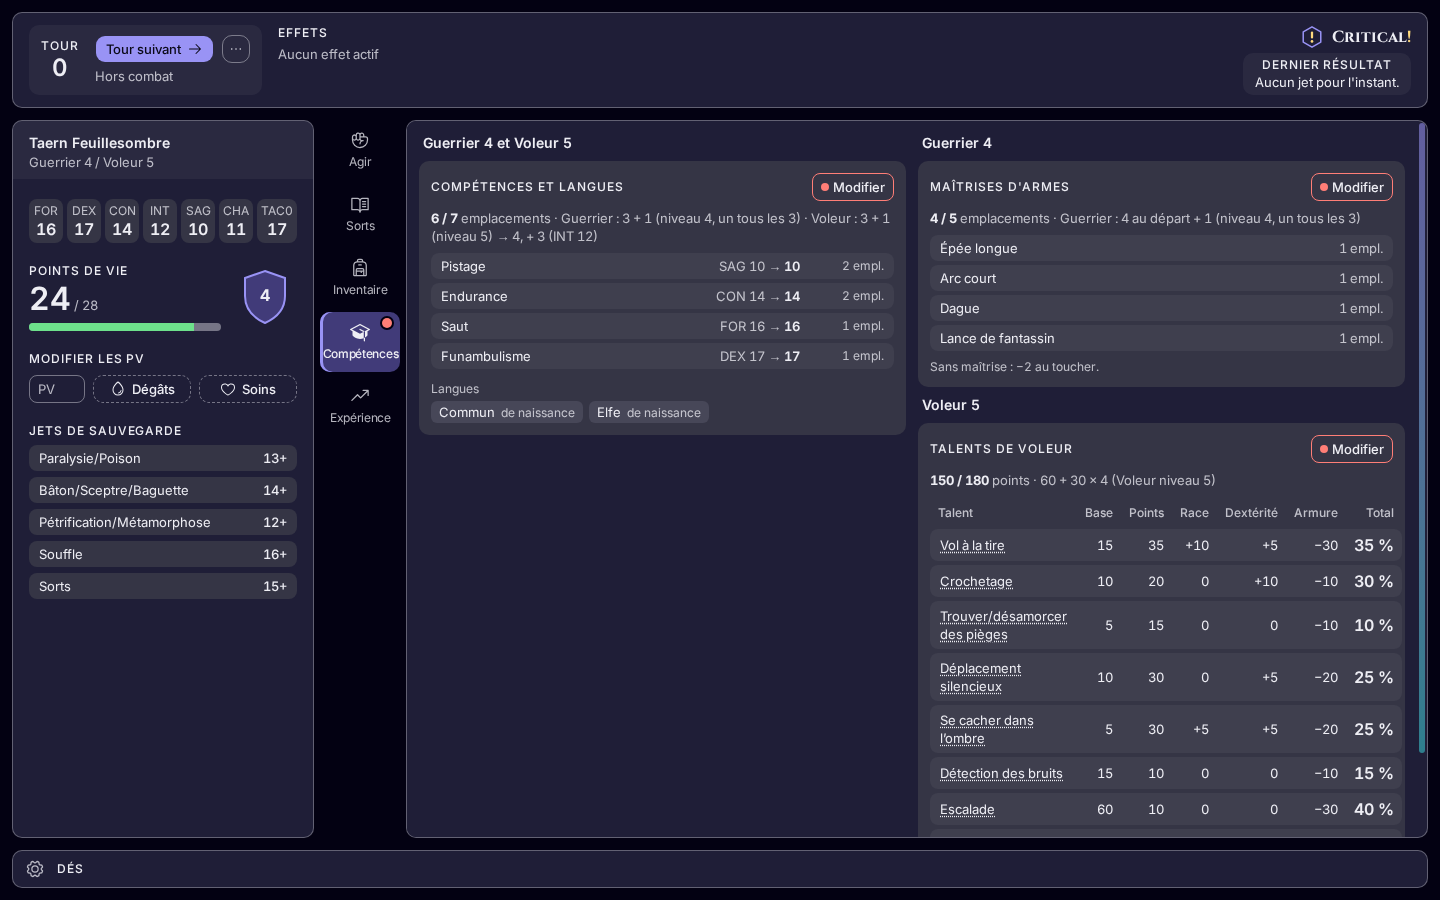 TOUR
0
Tour suivant →
...
Hors combat
EFFETS
Aucun effet actif
CRITICAL!
DERNIER RÉSULTAT
Aucun jet pour l'instant.
Taern Feuillesombre
Guerrier 4 / Voleur 5
FOR DEX CON INT SAG CHA TAC0
16 17 14 12 10 11 17
POINTS DE VIE
24 / 28
4
MODIFIER LES PV
PV Dégâts Soins
JETS DE SAUVEGARDE
Paralysie/Poison 13+
Bâton/Sceptre/Baguette 14+
Pétrification/Métamorphose 12+
Souffle 16+
Sorts 15+
Agir
Sorts
Inventaire
Compétences
Expérience
Guerrier 4 et Voleur 5
COMPÉTENCES ET LANGUES Modifier
6 / 7 emplacements · Guerrier : 3 + 1 (niveau 4, un tous les 3) · Voleur : 3 + 1
(niveau 5) → 4, + 3 (INT 12)
Pistage SAG 10 → 10 2 empl.
Endurance CON 14 → 14 2 empl.
Saut FOR 16 → 16 1 empl.
Funambulisme DEX 17 → 17 1 empl.
Langues
Commun de naissance Elfe de naissance
Guerrier 4
MAÎTRISES D'ARMES Modifier
4 / 5 emplacements · Guerrier : 4 au départ + 1 (niveau 4, un tous les 3)
Épée longue 1 empl.
Arc court 1 empl.
Dague 1 empl.
Lance de fantassin 1 empl.
Sans maîtrise : −2 au toucher.
Voleur 5
TALENTS DE VOLEUR Modifier
150 / 180 points · 60 + 30 × 4 (Voleur niveau 5)
Talent Base Points Race Dextérité Armure Total
Vol à la tire 15 35 +10 +5 −30 35 %
Crochetage 10 20 0 +10 −10 30 %
Trouver/désamorcer
des pièges 5 15 0 0 −10 10 %
Déplacement
silencieux 10 30 0 +5 −20 25 %
Se cacher dans
l'ombre 5 30 +5 +5 −20 25 %
Détection des bruits 15 10 0 0 −10 15 %
Escalade 60 10 0 0 −30 40 %
DÉS